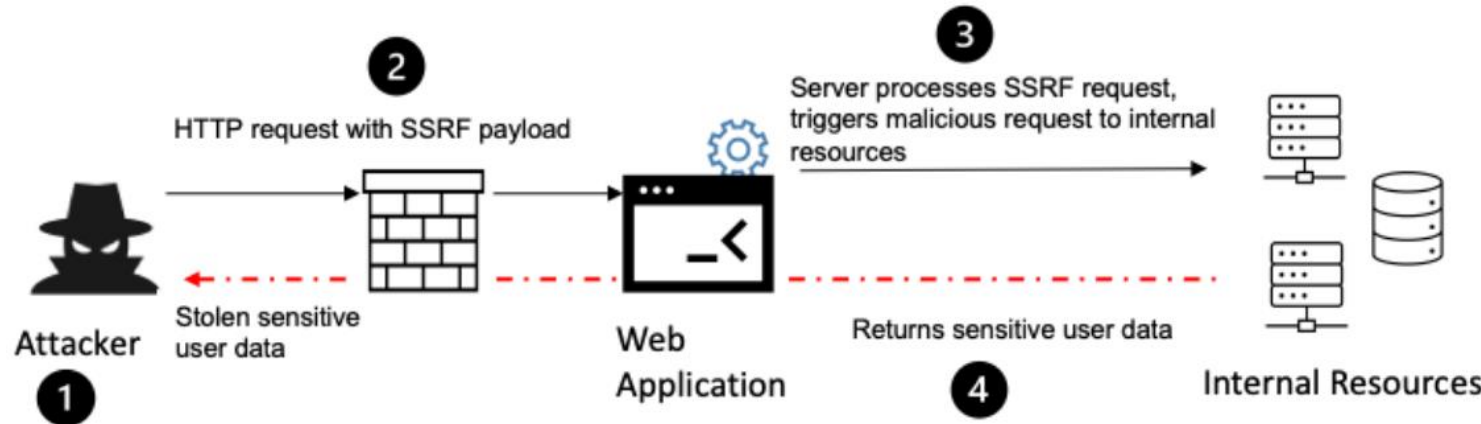 2
HTTP request with SSRF payload
3
Server processes SSRF request,
triggers malicious request to internal
resources
Attacker
1
Stolen sensitive
user data
Web
Application
Returns sensitive user data
4
Internal Resources